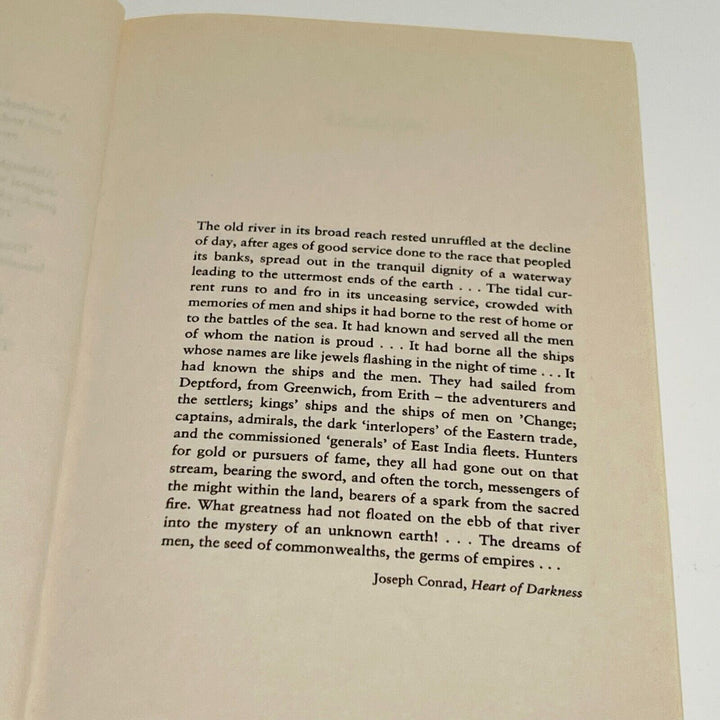 The old river in its broad reach rested unruffled at the decline
of day, after ages of good service done to the race that peopled
its banks, spread out in the tranquil dignity of a waterway
leading to the uttermost ends of the earth . . . The tidal cur-
rent runs to and fro in its unceasing service, crowded with
memories of men and ships it had borne to the rest of home or
to the battles of the sea. It had known and served all the men
of whom the nation is proud . . . It had borne all the ships
whose names are like jewels flashing in the night of time . . . It
had known the ships and the men. They had sailed from
Deptford, from Greenwich, from Erith – the adventurers and
the settlers; kings’ ships and the ships of men on ’Change;
captains, admirals, the dark ‘interlopers’ of the Eastern trade,
and the commissioned ‘generals’ of East India fleets. Hunters
for gold or pursuers of fame, they all had gone out on that
stream, bearing the sword, and often the torch, messengers of
the might within the land, bearers of a spark from the sacred
fire. What greatness had not floated on the ebb of that river
into the mystery of an unknown earth! . . . The dreams of
men, the seed of commonwealths, the germs of empires . . .
Joseph Conrad, Heart of Darkness